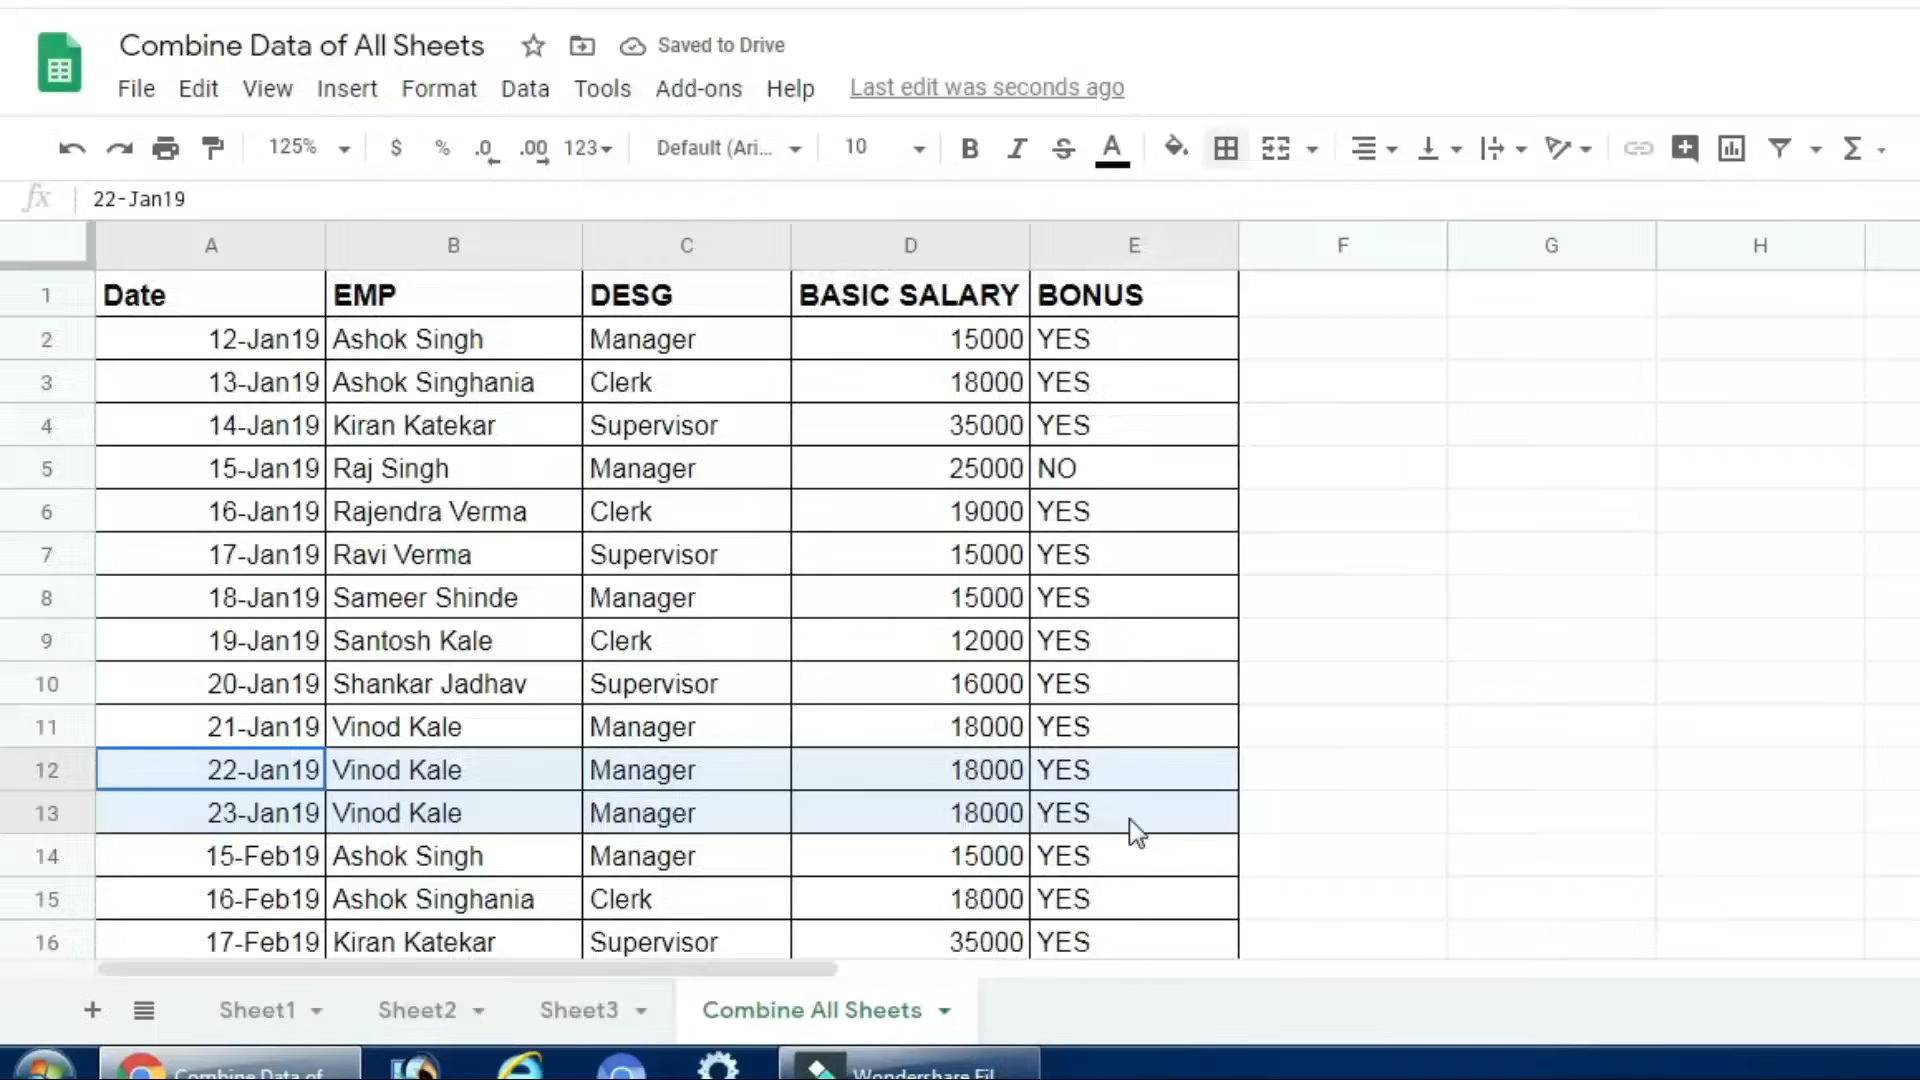 Combine Data of All Sheets Saved to Drive
File Edit View Insert Format Data Tools Add-ons Help Last edit was seconds ago
125% $ % .0 .00 123 Default (Ari... 10 B I S A Σ
fx 22-Jan19
A B C D E F G H
1 Date EMP DESG BASIC SALARY BONUS
2 12-Jan19 Ashok Singh Manager 15000 YES
3 13-Jan19 Ashok Singhania Clerk 18000 YES
4 14-Jan19 Kiran Katekar Supervisor 35000 YES
5 15-Jan19 Raj Singh Manager 25000 NO
6 16-Jan19 Rajendra Verma Clerk 19000 YES
7 17-Jan19 Ravi Verma Supervisor 15000 YES
8 18-Jan19 Sameer Shinde Manager 15000 YES
9 19-Jan19 Santosh Kale Clerk 12000 YES
10 20-Jan19 Shankar Jadhav Supervisor 16000 YES
11 21-Jan19 Vinod Kale Manager 18000 YES
12 22-Jan19 Vinod Kale Manager 18000 YES
13 23-Jan19 Vinod Kale Manager 18000 YES
14 15-Feb19 Ashok Singh Manager 15000 YES
15 16-Feb19 Ashok Singhania Clerk 18000 YES
16 17-Feb19 Kiran Katekar Supervisor 35000 YES
+ Sheet1 Sheet2 Sheet3 Combine All Sheets
Combine Data of Wondershare Fil